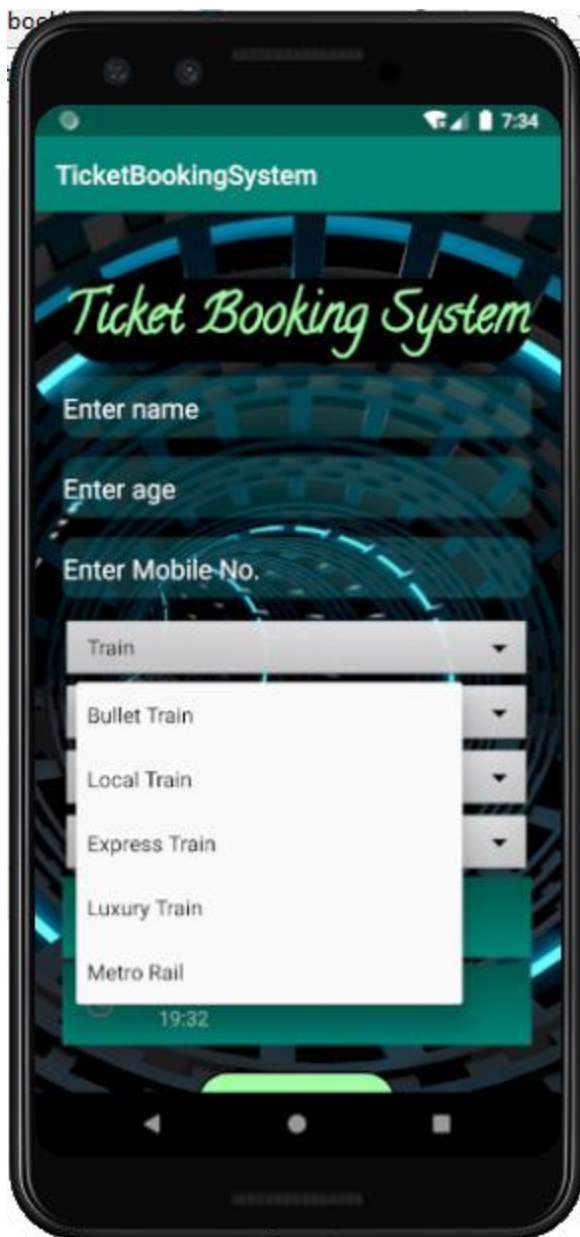 7:34
TicketBookingSystem
Ticket Booking System
Enter name
Enter age
Enter Mobile No.
Train
Bullet Train
Local Train
Express Train
Luxury Train
Metro Rail
19:32